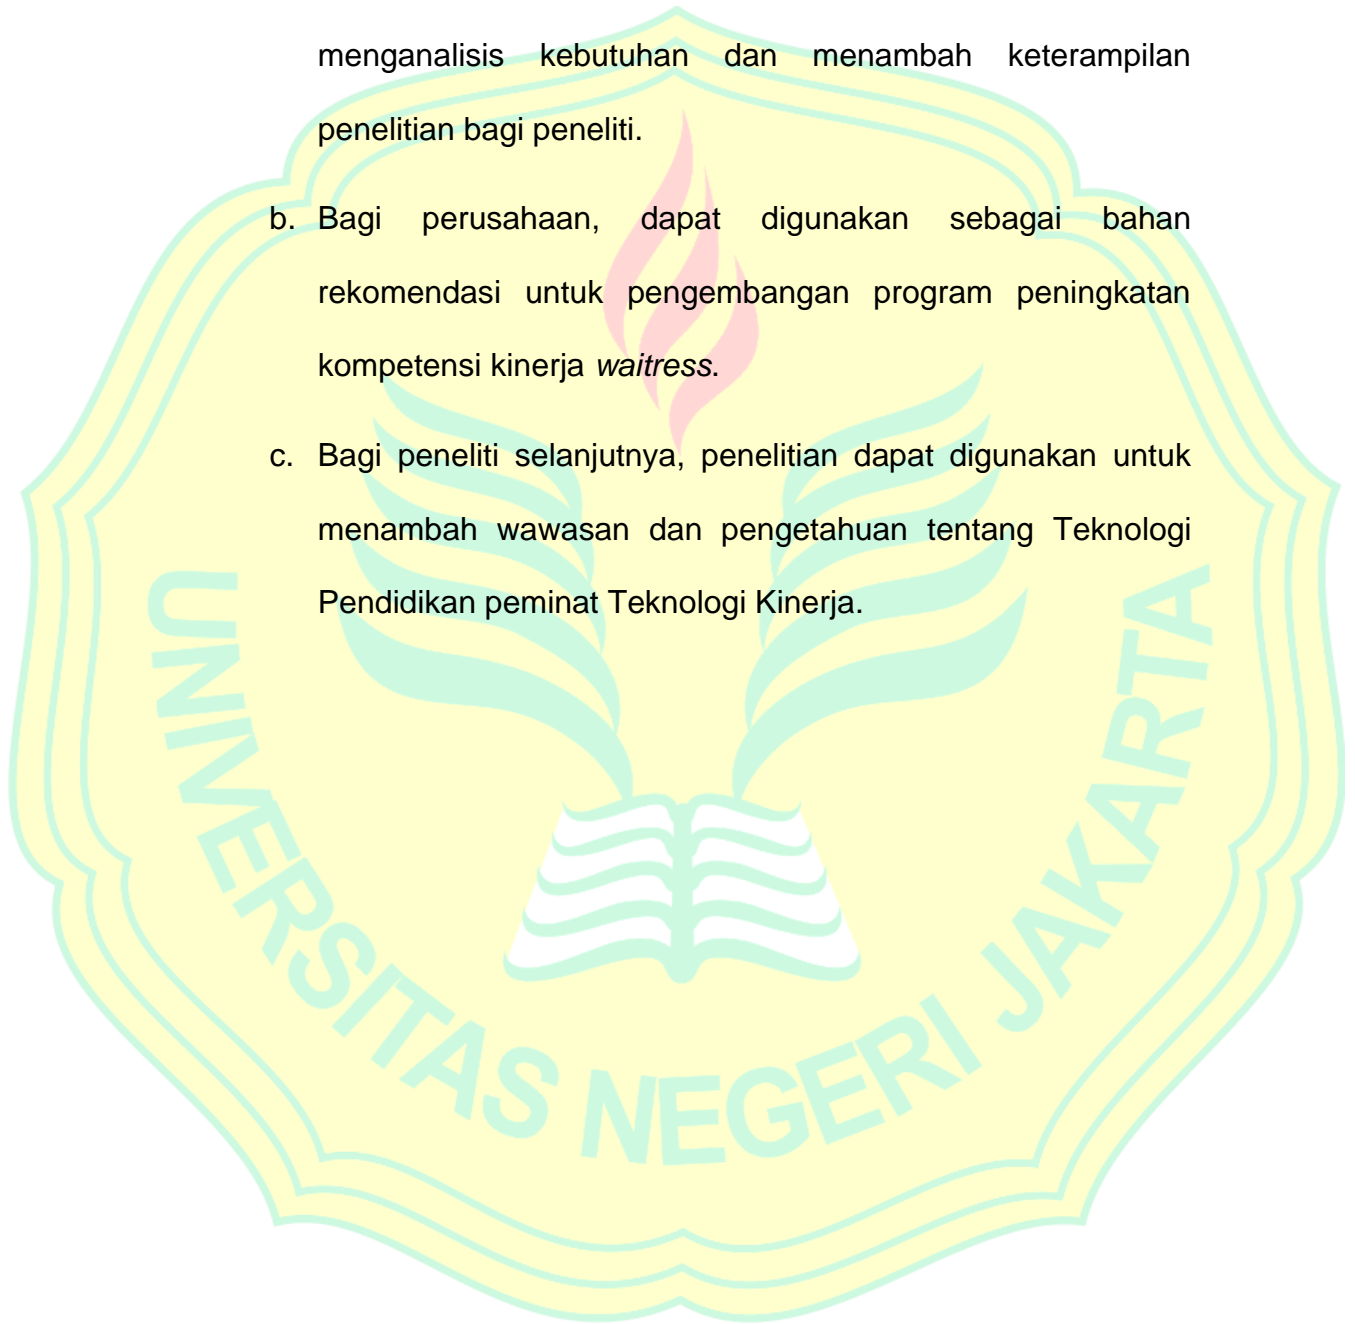 menganalisis kebutuhan dan menambah keterampilan
penelitian bagi peneliti.
b. Bagi perusahaan, dapat digunakan sebagai bahan
rekomendasi untuk pengembangan program peningkatan
kompetensi kinerja waitress.
c. Bagi peneliti selanjutnya, penelitian dapat digunakan untuk
menambah wawasan dan pengetahuan tentang Teknologi
Pendidikan peminat Teknologi Kinerja.
UNIVERSITAS NEGERI JAKARTA